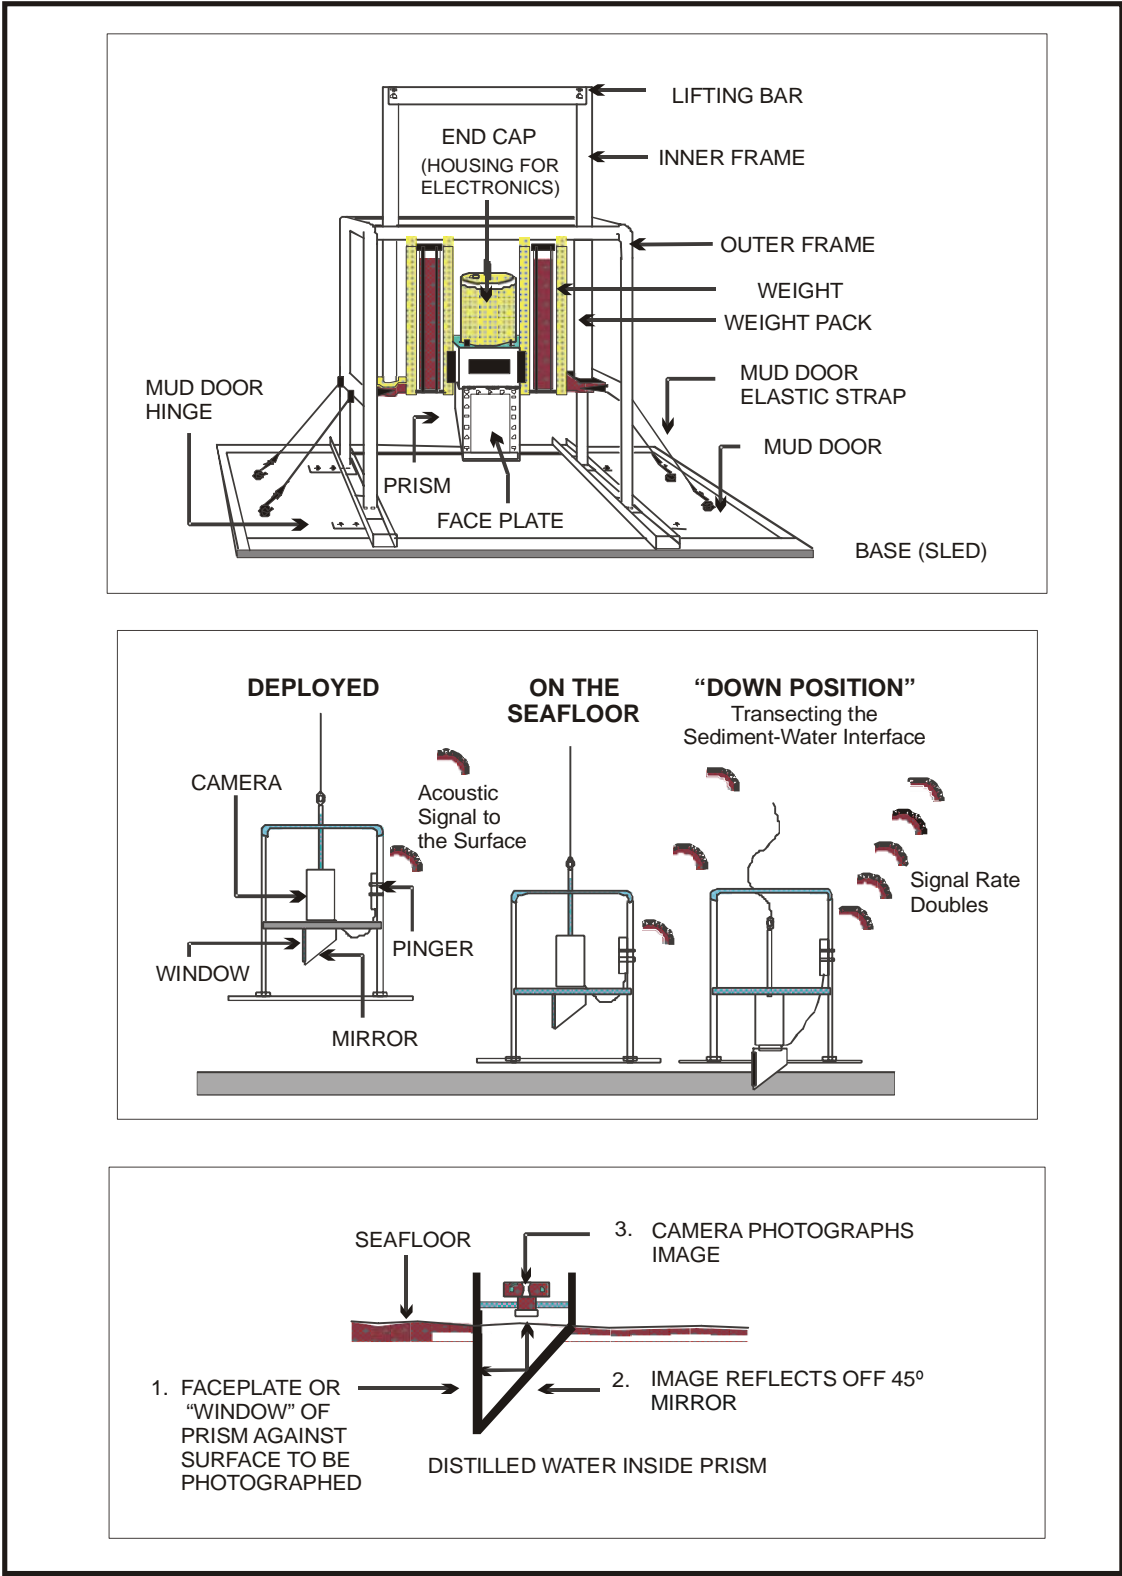 LIFTING BAR
END CAP
(HOUSING FOR
ELECTRONICS)
INNER FRAME
OUTER FRAME
WEIGHT
WEIGHT PACK
MUD DOOR
HINGE
MUD DOOR
ELASTIC STRAP
MUD DOOR
PRISM
FACE PLATE
BASE (SLED)
DEPLOYED
ON THE
SEAFLOOR
“DOWN POSITION”
Transecting the
Sediment-Water Interface
CAMERA
Acoustic
Signal to
the Surface
Signal Rate
Doubles
PINGER
WINDOW
MIRROR
SEAFLOOR
3. CAMERA PHOTOGRAPHS
IMAGE
1. FACEPLATE OR
“WINDOW” OF
PRISM AGAINST
SURFACE TO BE
PHOTOGRAPHED
2. IMAGE REFLECTS OFF 45º
MIRROR
DISTILLED WATER INSIDE PRISM